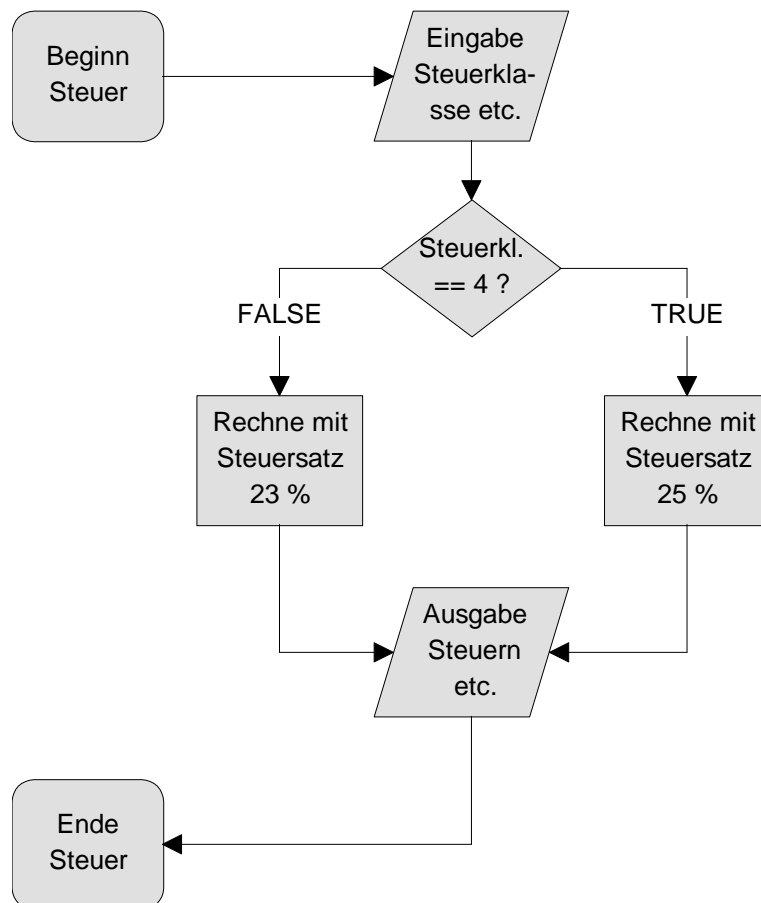 Beginn
Steuer
Eingabe
Steuerkla-
sse etc.
Steuerkl.
== 4 ?
FALSE
TRUE
Rechne mit
Steuersatz
23 %
Rechne mit
Steuersatz
25 %
Ausgabe
Steuern
etc.
Ende
Steuer